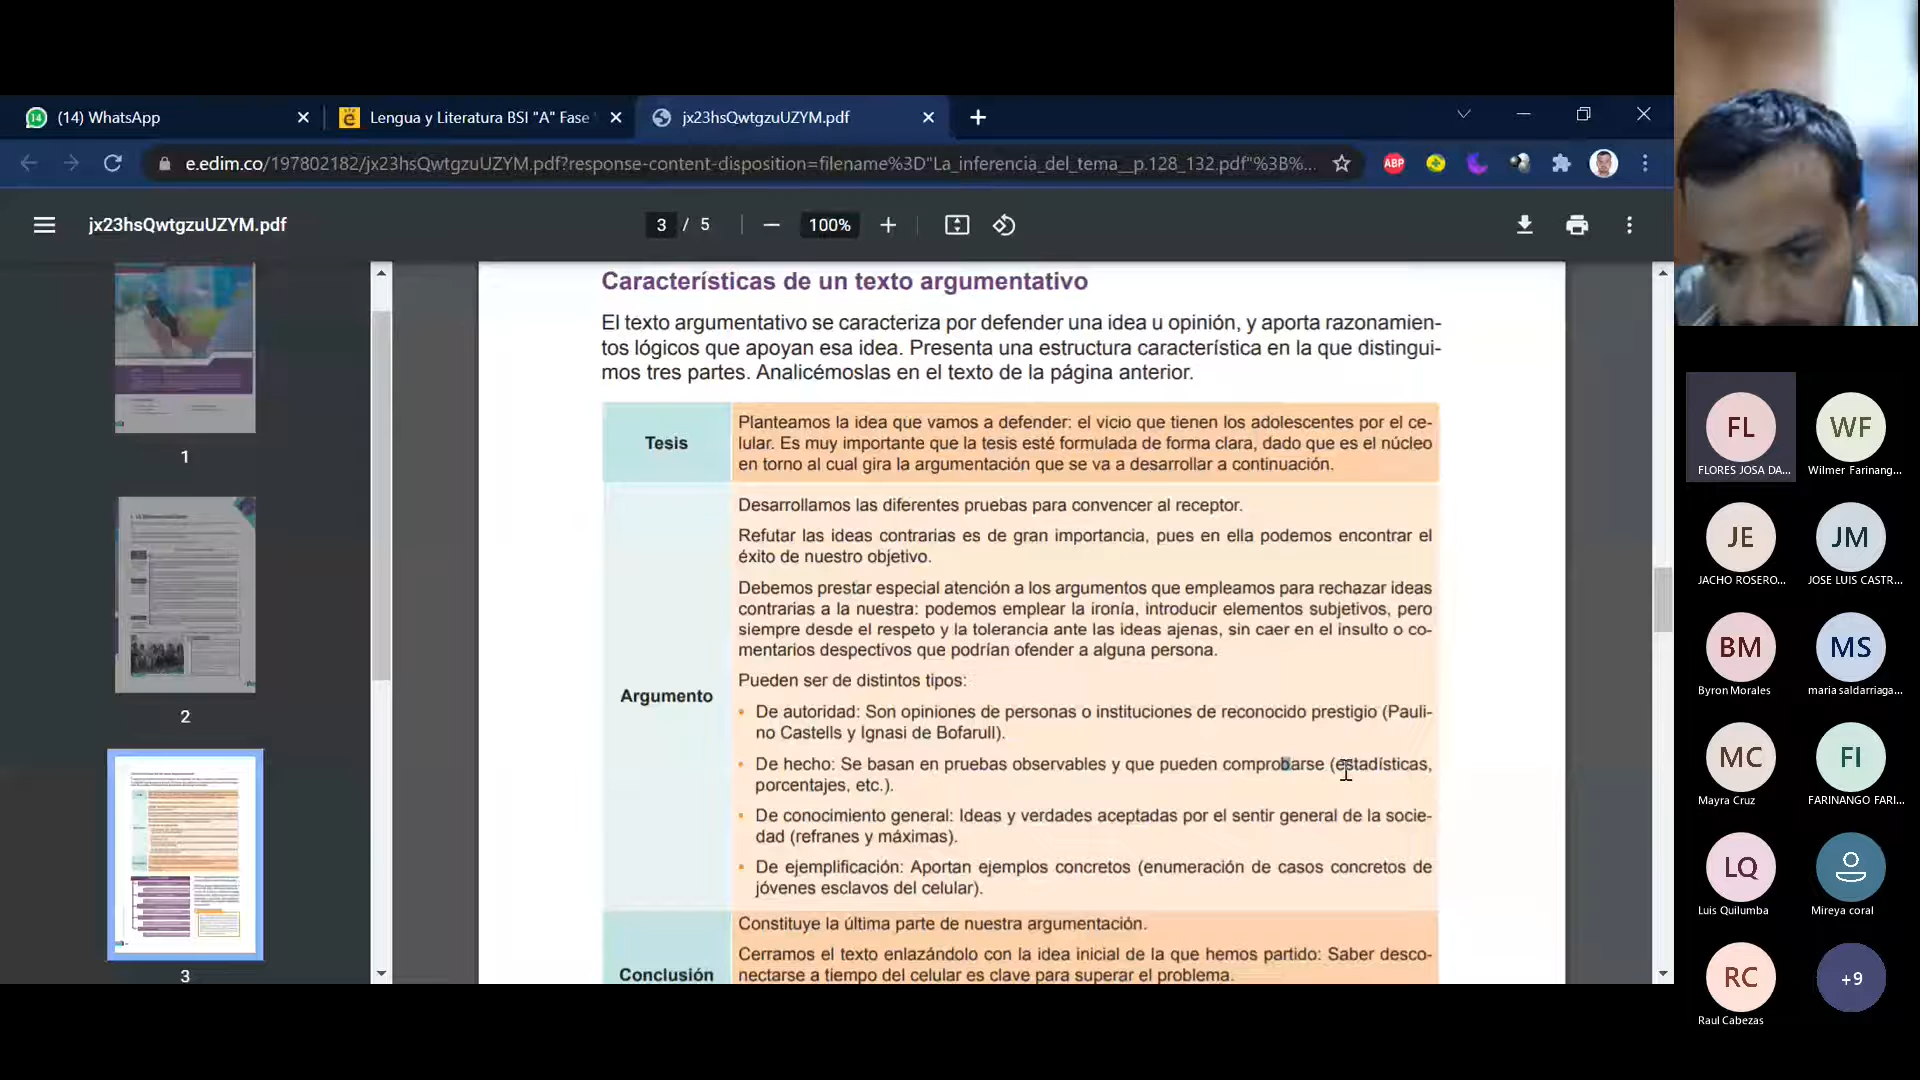 (14) WhatsApp
Lengua y Literatura BSI "A" Fase
jx23hsQwtgzuUZYM.pdf
e.edim.co/197802182/jx23hsQwtgzuUZYM.pdf?response-content-disposition=filename%3D"La_inferencia_del_tema__p.128_132.pdf"%3B%...
ABP
jx23hsQwtgzuUZYM.pdf
3 / 5
100%
1
2
3
Características de un texto argumentativo
El texto argumentativo se caracteriza por defender una idea u opinión, y aporta razonamien-
tos lógicos que apoyan esa idea. Presenta una estructura característica en la que distingui-
mos tres partes. Analicémoslas en el texto de la página anterior.
Tesis
Planteamos la idea que vamos a defender: el vicio que tienen los adolescentes por el ce-
lular. Es muy importante que la tesis esté formulada de forma clara, dado que es el núcleo
en torno al cual gira la argumentación que se va a desarrollar a continuación.
Argumento
Desarrollamos las diferentes pruebas para convencer al receptor.
Refutar las ideas contrarias es de gran importancia, pues en ella podemos encontrar el
éxito de nuestro objetivo.
Debemos prestar especial atención a los argumentos que empleamos para rechazar ideas
contrarias a la nuestra: podemos emplear la ironía, introducir elementos subjetivos, pero
siempre desde el respeto y la tolerancia ante las ideas ajenas, sin caer en el insulto o co-
mentarios despectivos que podrían ofender a alguna persona.
Pueden ser de distintos tipos:
• De autoridad: Son opiniones de personas o instituciones de reconocido prestigio (Pauli-
no Castells y Ignasi de Bofarull).
• De hecho: Se basan en pruebas observables y que pueden comprobarse (estadísticas,
porcentajes, etc.).
• De conocimiento general: Ideas y verdades aceptadas por el sentir general de la socie-
dad (refranes y máximas).
• De ejemplificación: Aportan ejemplos concretos (enumeración de casos concretos de
jóvenes esclavos del celular).
Conclusión
Constituye la última parte de nuestra argumentación.
Cerramos el texto enlazándolo con la idea inicial de la que hemos partido: Saber desco-
nectarse a tiempo del celular es clave para superar el problema.
FL
FLORES JOSA DA...
WF
Wilmer Farinang...
JE
JACHO ROSERO...
JM
JOSE LUIS CASTR...
BM
Byron Morales
MS
maria saldarriaga...
MC
Mayra Cruz
FI
FARINANGO FARI...
LQ
Luis Quilumba
Mireya coral
RC
Raul Cabezas
+9